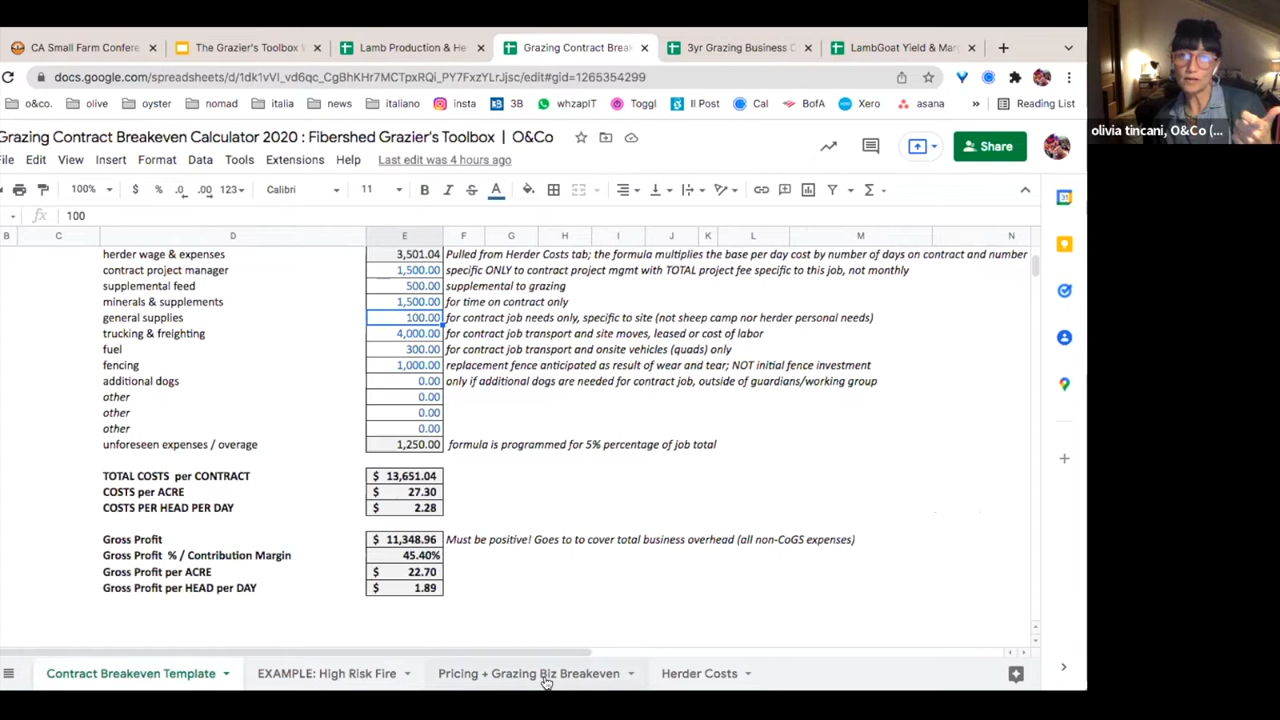 CA Small Farm Conferen
The Grazier's Toolbox
Lamb Production & He
Grazing Contract Break
3yr Grazing Business C
LambGoat Yield & Mar
docs.google.com/spreadsheets/d/1dk1vVl_vd6qc_CgBhKHr7MCTpxRQi_PY7FxzYLrJjsc/edit#gid=1265354299
o&co. olive oyster nomad italia news italiano insta 3B whzapIT Toggl Il Post Cal BofA Xero asana » Reading List
Grazing Contract Breakeven Calculator 2020 : Fibershed Grazier's Toolbox | O&Co
File Edit View Insert Format Data Tools Extensions Help Last edit was 4 hours ago
Share
100% $ % .0 .00 123 Calibri 11 B I S A
fx 100
B C D E F G H I J K L M N
herder wage & expenses 3,501.04 Pulled from Herder Costs tab; the formula multiplies the base per day cost by number of days on contract and number
contract project manager 1,500.00 specific ONLY to contract project mgmt with TOTAL project fee specific to this job, not monthly
supplemental feed 500.00 supplemental to grazing
minerals & supplements 1,500.00 for time on contract only
general supplies 100.00 for contract job needs only, specific to site (not sheep camp nor herder personal needs)
trucking & freighting 4,000.00 for contract job transport and site moves, leased or cost of labor
fuel 300.00 for contract job transport and onsite vehicles (quads) only
fencing 1,000.00 replacement fence anticipated as result of wear and tear; NOT initial fence investment
additional dogs 0.00 only if additional dogs are needed for contract job, outside of guardians/working group
other 0.00
other 0.00
other 0.00
unforeseen expenses / overage 1,250.00 formula is programmed for 5% percentage of job total
TOTAL COSTS per CONTRACT $ 13,651.04
COSTS per ACRE $ 27.30
COSTS PER HEAD PER DAY $ 2.28
Gross Profit $ 11,348.96 Must be positive! Goes to to cover total business overhead (all non-CoGS expenses)
Gross Profit % / Contribution Margin 45.40%
Gross Profit per ACRE $ 22.70
Gross Profit per HEAD per DAY $ 1.89
Contract Breakeven Template EXAMPLE: High Risk Fire Pricing + Grazing Biz Breakeven Herder Costs
olivia tincani, O&Co (...